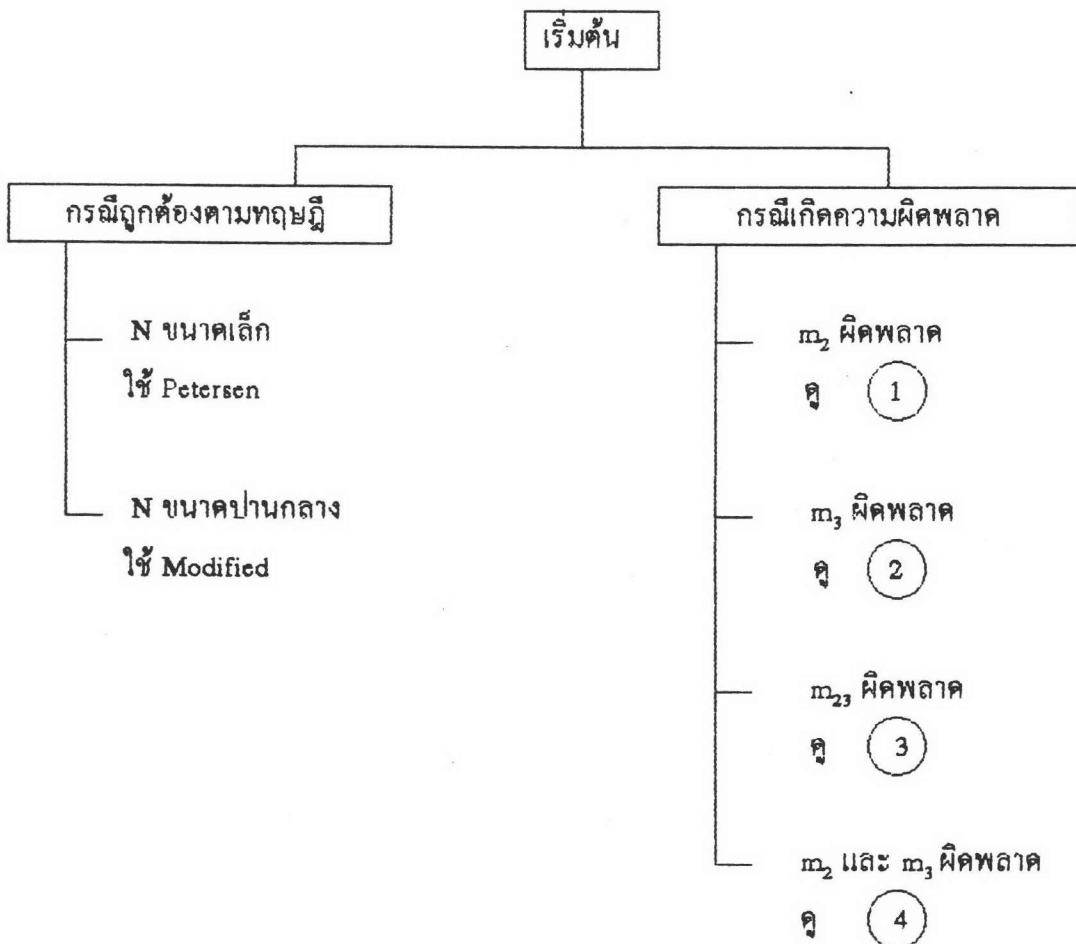 เริ่มต้น
กรณีถูกต้องตามทฤษฎี
N ขนาดเล็ก
ใช้ Petersen
N ขนาดปานกลาง
ใช้ Modified
กรณีเกิดความผิดพลาด
m₂ ผิดพลาด
ดู 1
m₃ ผิดพลาด
ดู 2
m₂₃ ผิดพลาด
ดู 3
m₂ และ m₃ ผิดพลาด
ดู 4